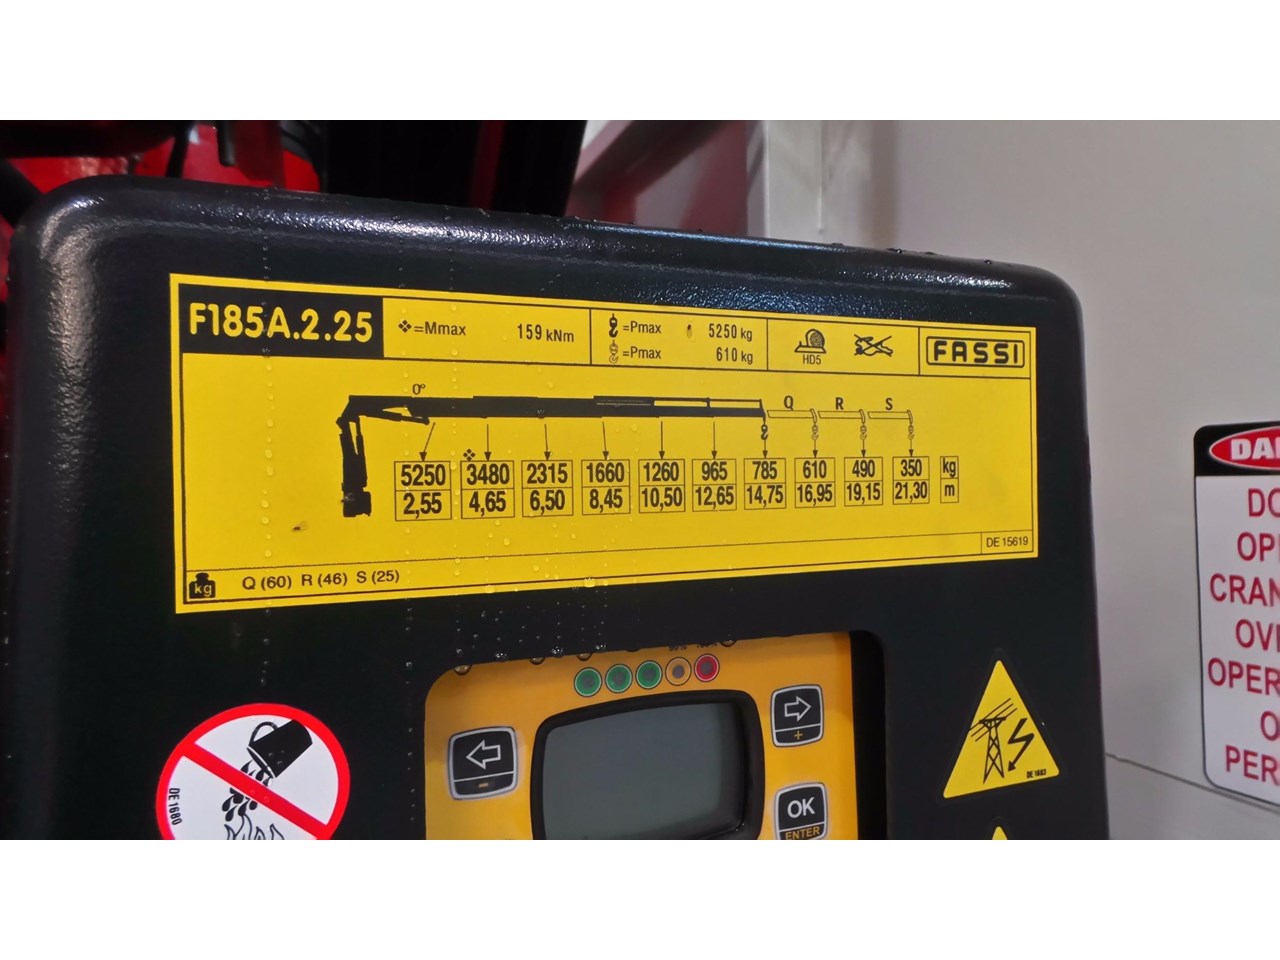 F185A.2.25
❖=Mmax 159 kNm
=Pmax 5250 kg
=Pmax 610 kg
HD5
FASSI
0°
Q R S
❖
5250 3480 2315 1660 1260 965 785 610 490 350 kg
2,55 4,65 6,50 8,45 10,50 12,65 14,75 16,95 19,15 21,30 m
DE 15619
kg Q (60) R (46) S (25)
DE 1680
+
−
OK
ENTER
DE 1682
DA
DO
OPE
CRAN
OV
OPER
O
PER